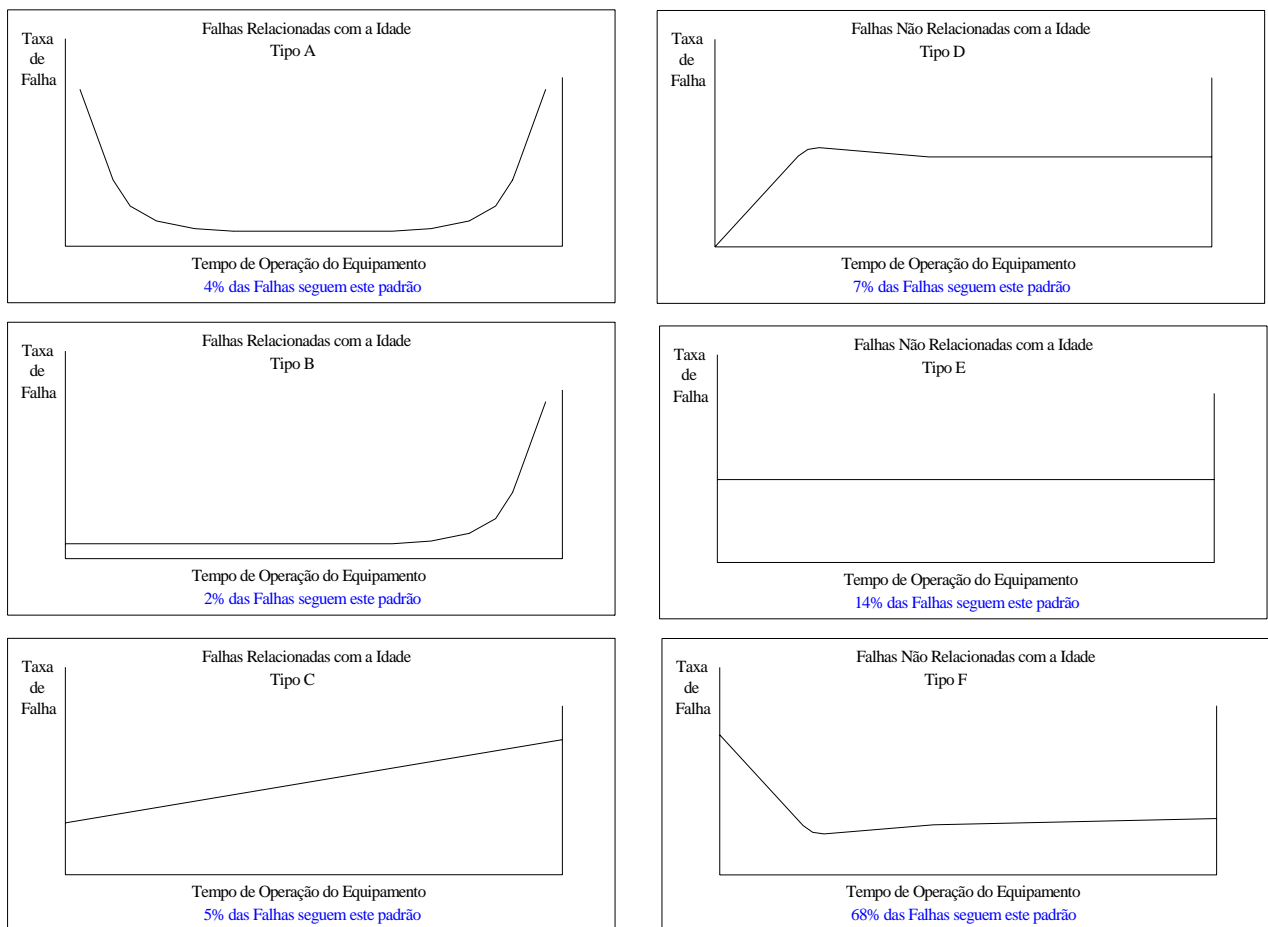 Falhas Relacionadas com a Idade
Tipo A
Taxa
de
Falha
Tempo de Operação do Equipamento
4% das Falhas seguem este padrão
Falhas Não Relacionadas com a Idade
Tipo D
Taxa
de
Falha
Tempo de Operação do Equipamento
7% das Falhas seguem este padrão
Falhas Relacionadas com a Idade
Tipo B
Taxa
de
Falha
Tempo de Operação do Equipamento
2% das Falhas seguem este padrão
Falhas Não Relacionadas com a Idade
Tipo E
Taxa
de
Falha
Tempo de Operação do Equipamento
14% das Falhas seguem este padrão
Falhas Relacionadas com a Idade
Tipo C
Taxa
de
Falha
Tempo de Operação do Equipamento
5% das Falhas seguem este padrão
Falhas Não Relacionadas com a Idade
Tipo F
Taxa
de
Falha
Tempo de Operação do Equipamento
68% das Falhas seguem este padrão